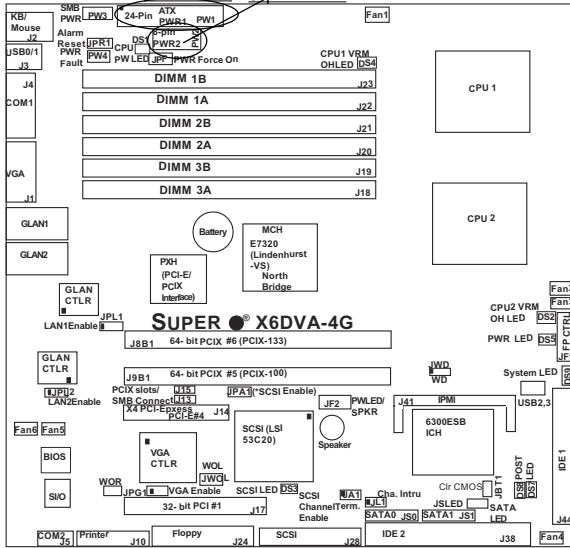 KB/
Mouse
J2
SMB
PWR
PW3
24-Pin
ATX
PWR1
PW1
Fan1
USB0/1
J3
Alarm
Reset
JPR1
DS1
8-pin
PWR2
PWR
Fault
PW4
CPU
PW LED
JPF
PWR Force On
CPU1 VRM
OHLED
DS4
J4
COM1
DIMM 1B
J23
DIMM 1A
J22
DIMM 2B
J21
DIMM 2A
J20
DIMM 3B
J19
DIMM 3A
J18
CPU 1
VGA
J1
GLAN1
GLAN2
Battery
MCH
E7320
(Lindenhurst
-VS)
North
Bridge
CPU 2
PXH
(PCI-E/
PCIX
Interface)
GLAN
CTLR
JPL1
LAN1Enable
SUPER ® X6DVA-4G
Fan
Fan
CPU2 VRM
OH LED
DS2
FP CTRL
PWR LED
DS5
JF
J8B1
64- bit PCIX #6 (PCIX-133)
GLAN
CTLR
JWD
WD
System LED
DS9
J9B1
64- bit PCIX #5 (PCIX-100)
JPL2
LAN2Enable
PCIX slots/
SMB Connect
J15
J13
JPA1
(*SCSI Enable)
X4 PCI-Epxess
PCI-E#4
J14
JF2
PWLED/
SPKR
J41
IPMI
USB2,3
Fan6
Fan5
VGA
CTLR
SCSI (LSI
53C20)
Speaker
6300ESB
ICH
IDE 1
BIOS
WOL
JWOL
Clr CMOS
JBT1
POST
LED
DS8
DS7
SI/O
WOR
JPG1
VGA Enable
SCSI LED
DS3
SCSI
Channel Term.
Enable
JA1
Cha. Intru
JL1
JSLED
SATA
LED
32- bit PCI #1
J17
SATA0
JS0
SATA1
JS1
J44
COM2
J5
Printer
J10
Floppy
J24
SCSI
J28
IDE 2
J38
Fan4